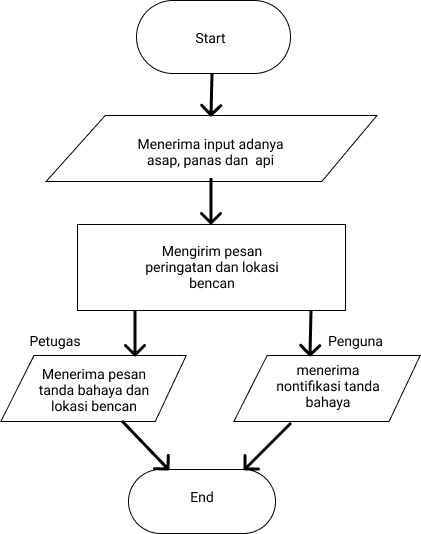 Start
Menerima input adanya
asap, panas dan api
Mengirim pesan
peringatan dan lokasi
bencan
Petugas
Penguna
Menerima pesan
tanda bahaya dan
lokasi bencan
menerima
nontifikasi tanda
bahaya
End